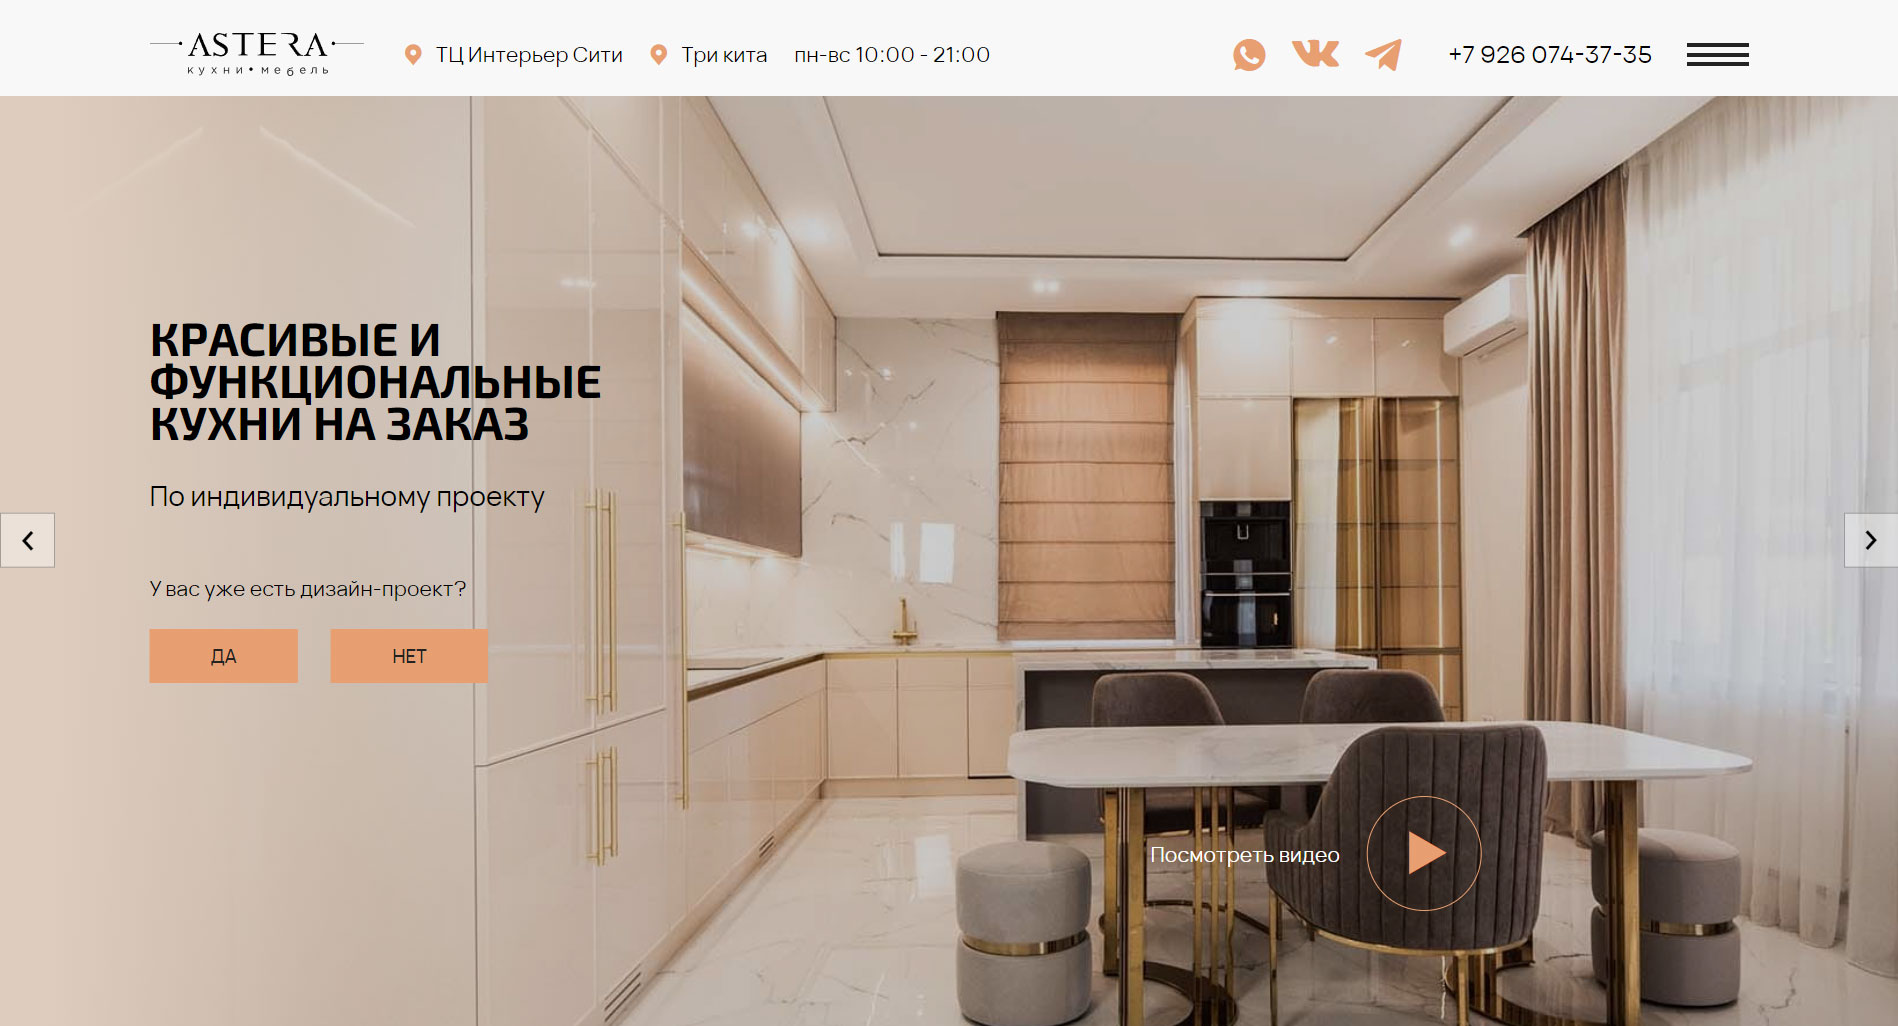 ASTERA
кухни • мебель
ТЦ Интерьер Сити
Три кита
пн-вс 10:00 - 21:00
+7 926 074-37-35
КРАСИВЫЕ И
ФУНКЦИОНАЛЬНЫЕ
КУХНИ НА ЗАКАЗ
По индивидуальному проекту
У вас уже есть дизайн-проект?
ДА
НЕТ
Посмотреть видео